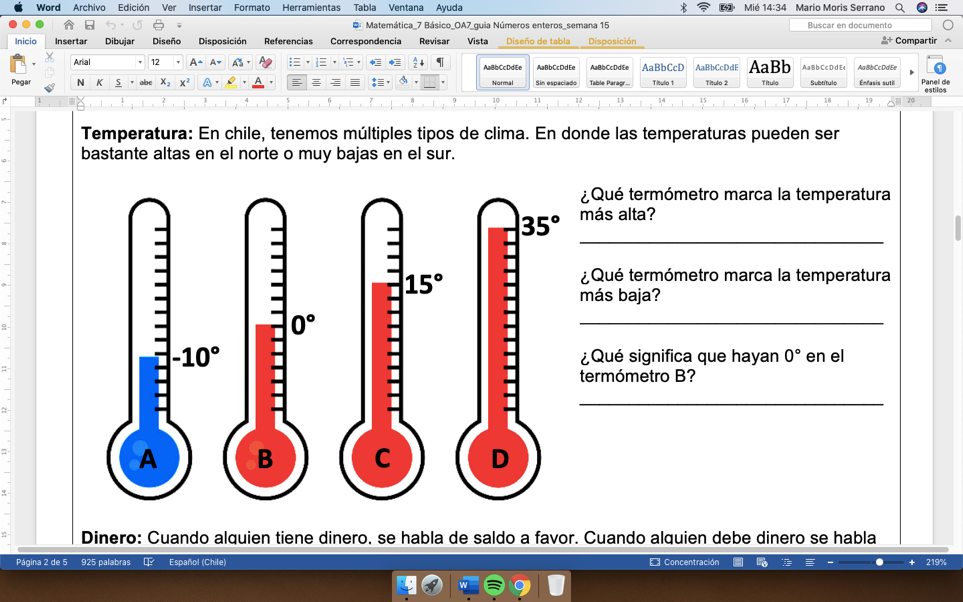 Word Archivo Edición Ver Insertar Formato Herramientas Tabla Ventana Ayuda Mié 14:34 Mario Moris Serrano
Matemática_7 Básico_OA7_guia Números enteros_semana 15
Buscar en documento
Inicio Insertar Dibujar Diseño Disposición Referencias Correspondencia Revisar Vista Diseño de tabla Disposición Compartir
Pegar
Arial 12
N K S abc X₂ X²
AaBbCcDdEe Normal
AaBbCcDdEe Sin espaciado
AaBbCcDdEe Table Paragr...
AaBbCcD Título 1
AaBbCcDdE Título 2
AaBb Título
AaBbCcDdEe Subtítulo
AaBbCcDdEe Énfasis sutil
Panel de estilos
Temperatura: En chile, tenemos múltiples tipos de clima. En donde las temperaturas pueden ser
bastante altas en el norte o muy bajas en el sur.
-10°
A
0°
B
15°
C
35°
D
¿Qué termómetro marca la temperatura
más alta?
¿Qué termómetro marca la temperatura
más baja?
¿Qué significa que hayan 0° en el
termómetro B?
Dinero: Cuando alguien tiene dinero, se habla de saldo a favor. Cuando alguien debe dinero se habla
Página 2 de 5 925 palabras Español (Chile) Concentración 219%